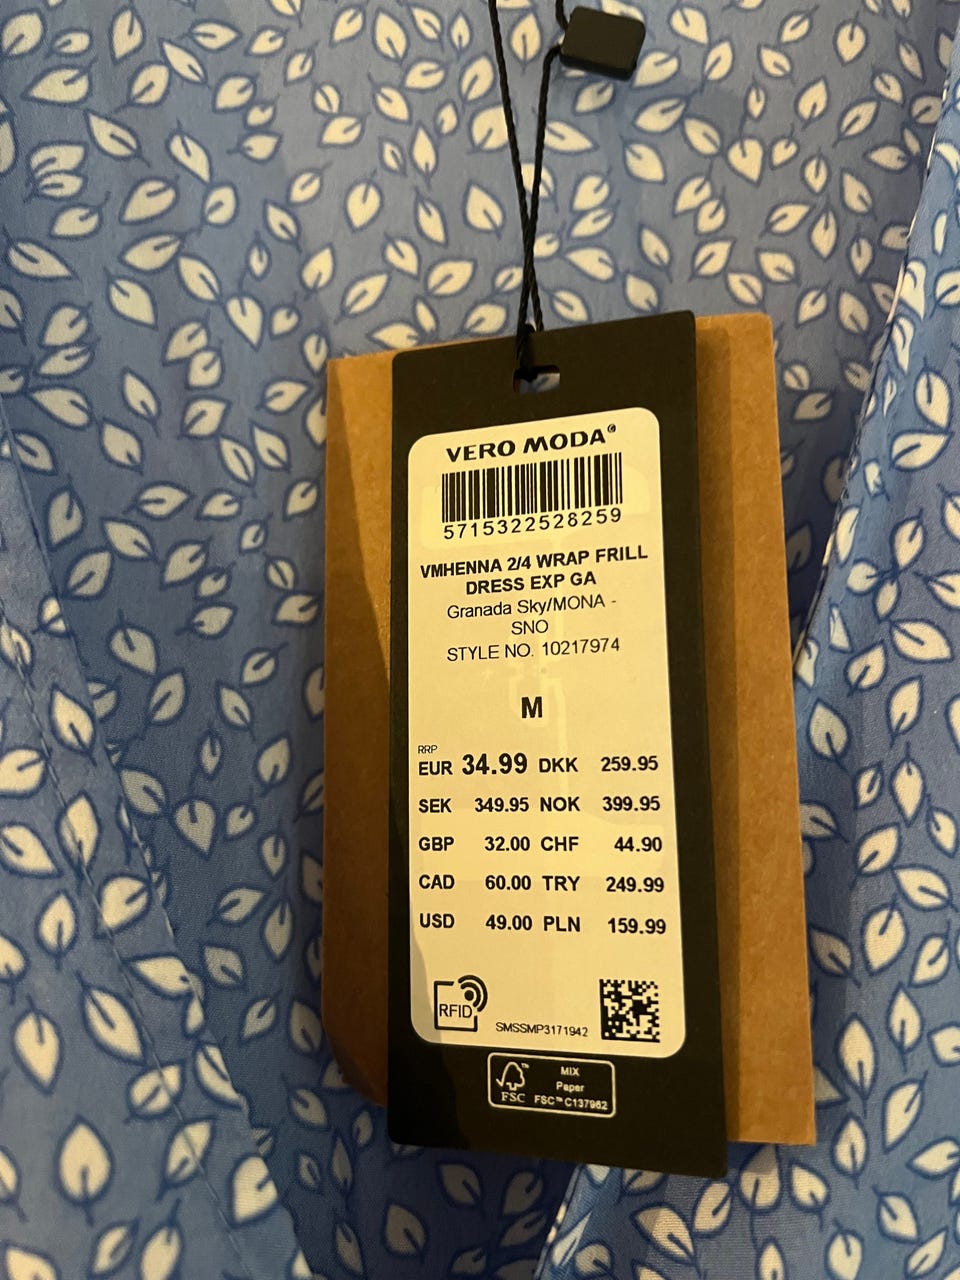 VERO MODA®
5715322528259
VMHENNA 2/4 WRAP FRILL
DRESS EXP GA
Granada Sky/MONA -
SNO
STYLE NO. 10217974
M
RRP
EUR 34.99 DKK 259.95
SEK 349.95 NOK 399.95
GBP 32.00 CHF 44.90
CAD 60.00 TRY 249.99
USD 49.00 PLN 159.99
RFID
SMSSMP3171942
FSC
MIX
Paper
FSC™ C137962